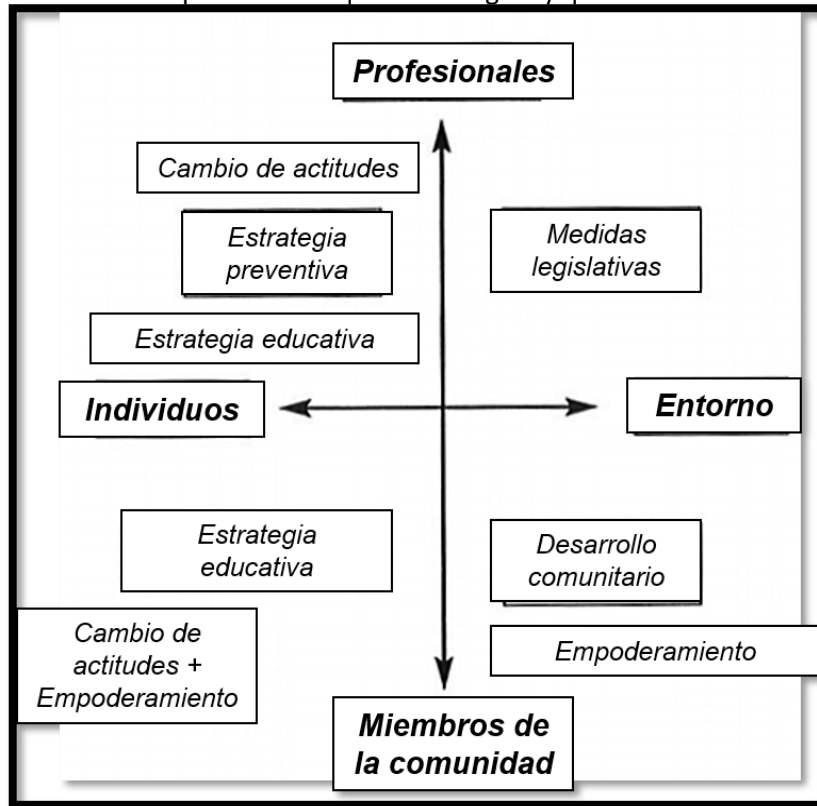 Profesionales
Cambio de actitudes
Estrategia
preventiva
Medidas
legislativas
Estrategia educativa
Individuos
Entorno
Estrategia
educativa
Desarrollo
comunitario
Cambio de
actitudes +
Empoderamiento
Empoderamiento
Miembros de
la comunidad